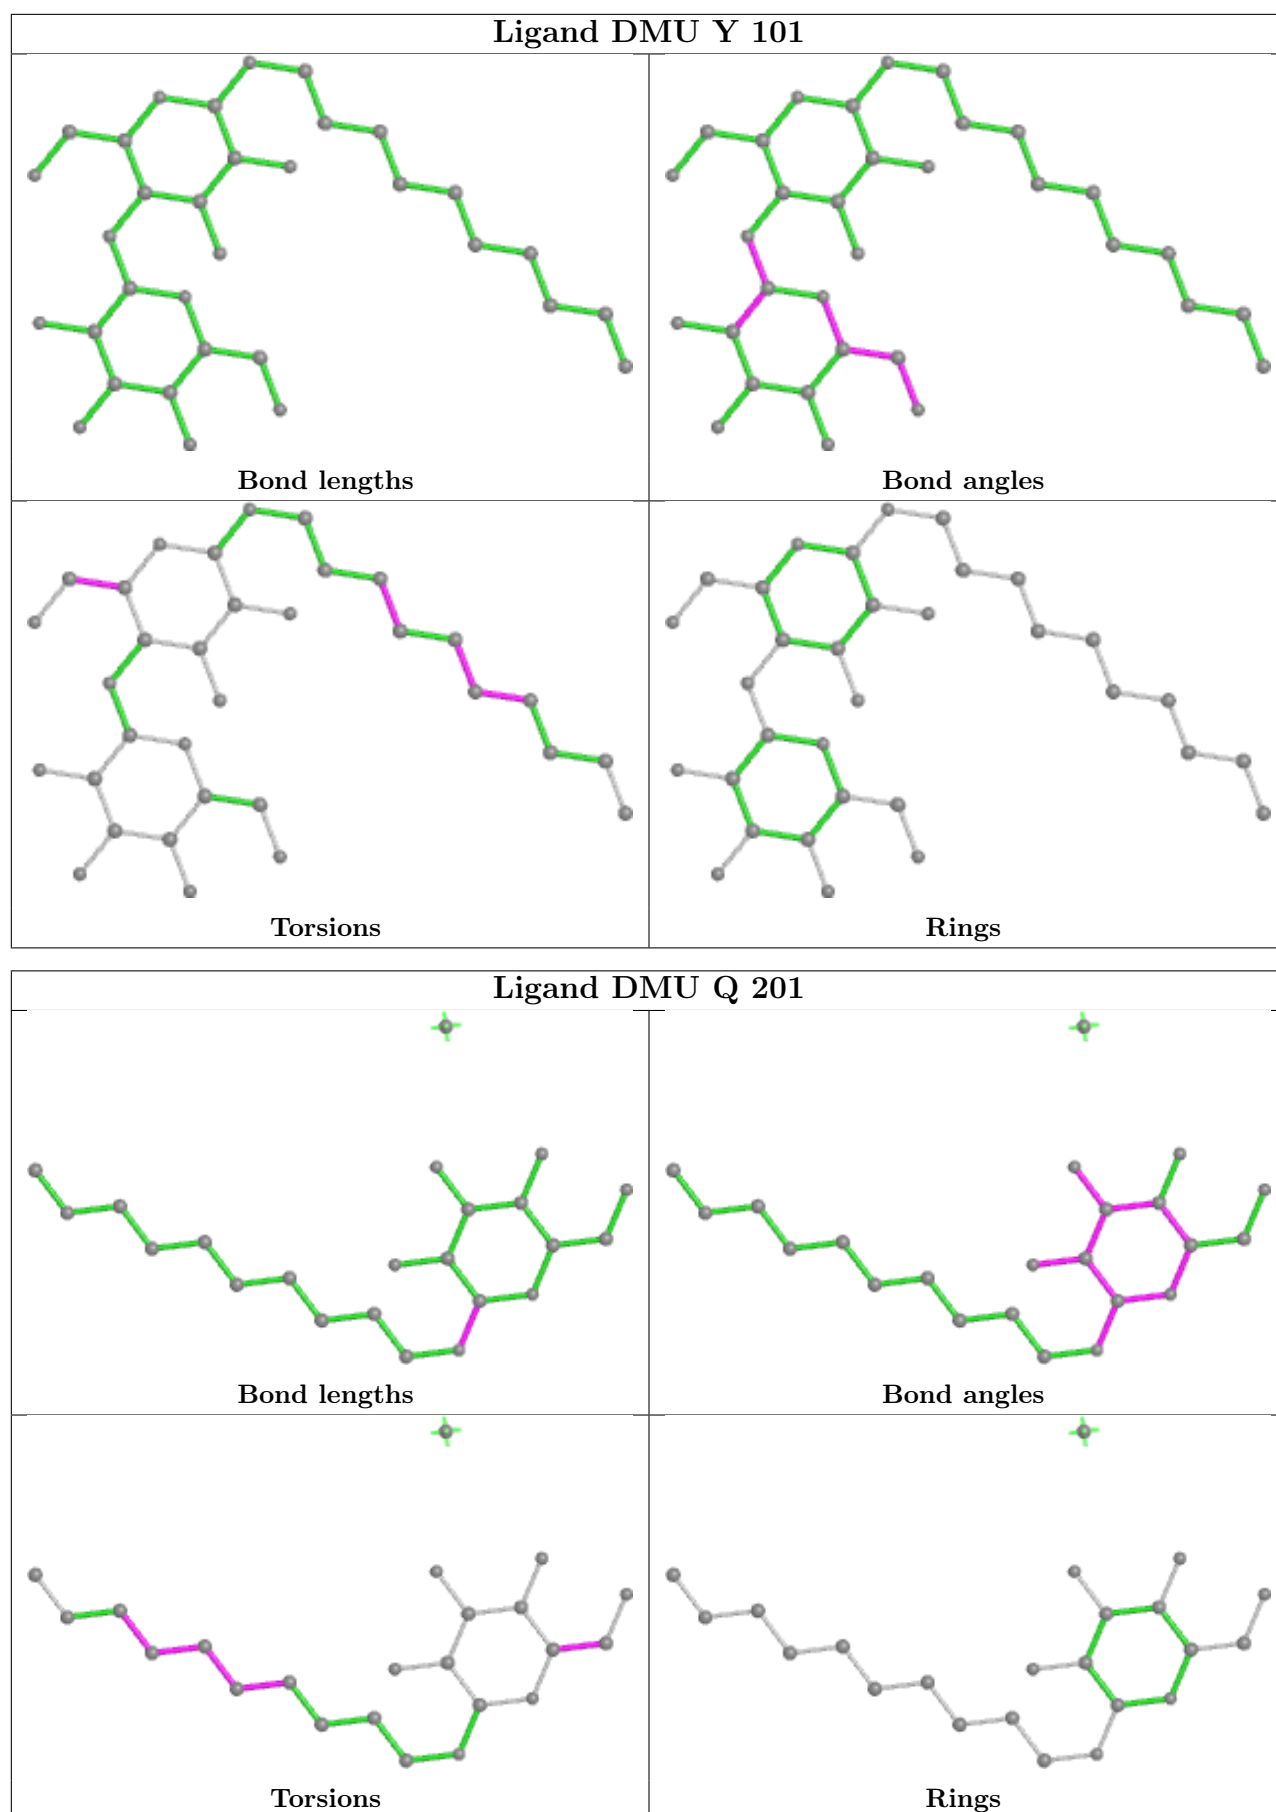 Ligand DMU Y 101
Bond lengths
Bond angles
Torsions
Rings
Ligand DMU Q 201
Bond lengths
Bond angles
Torsions
Rings